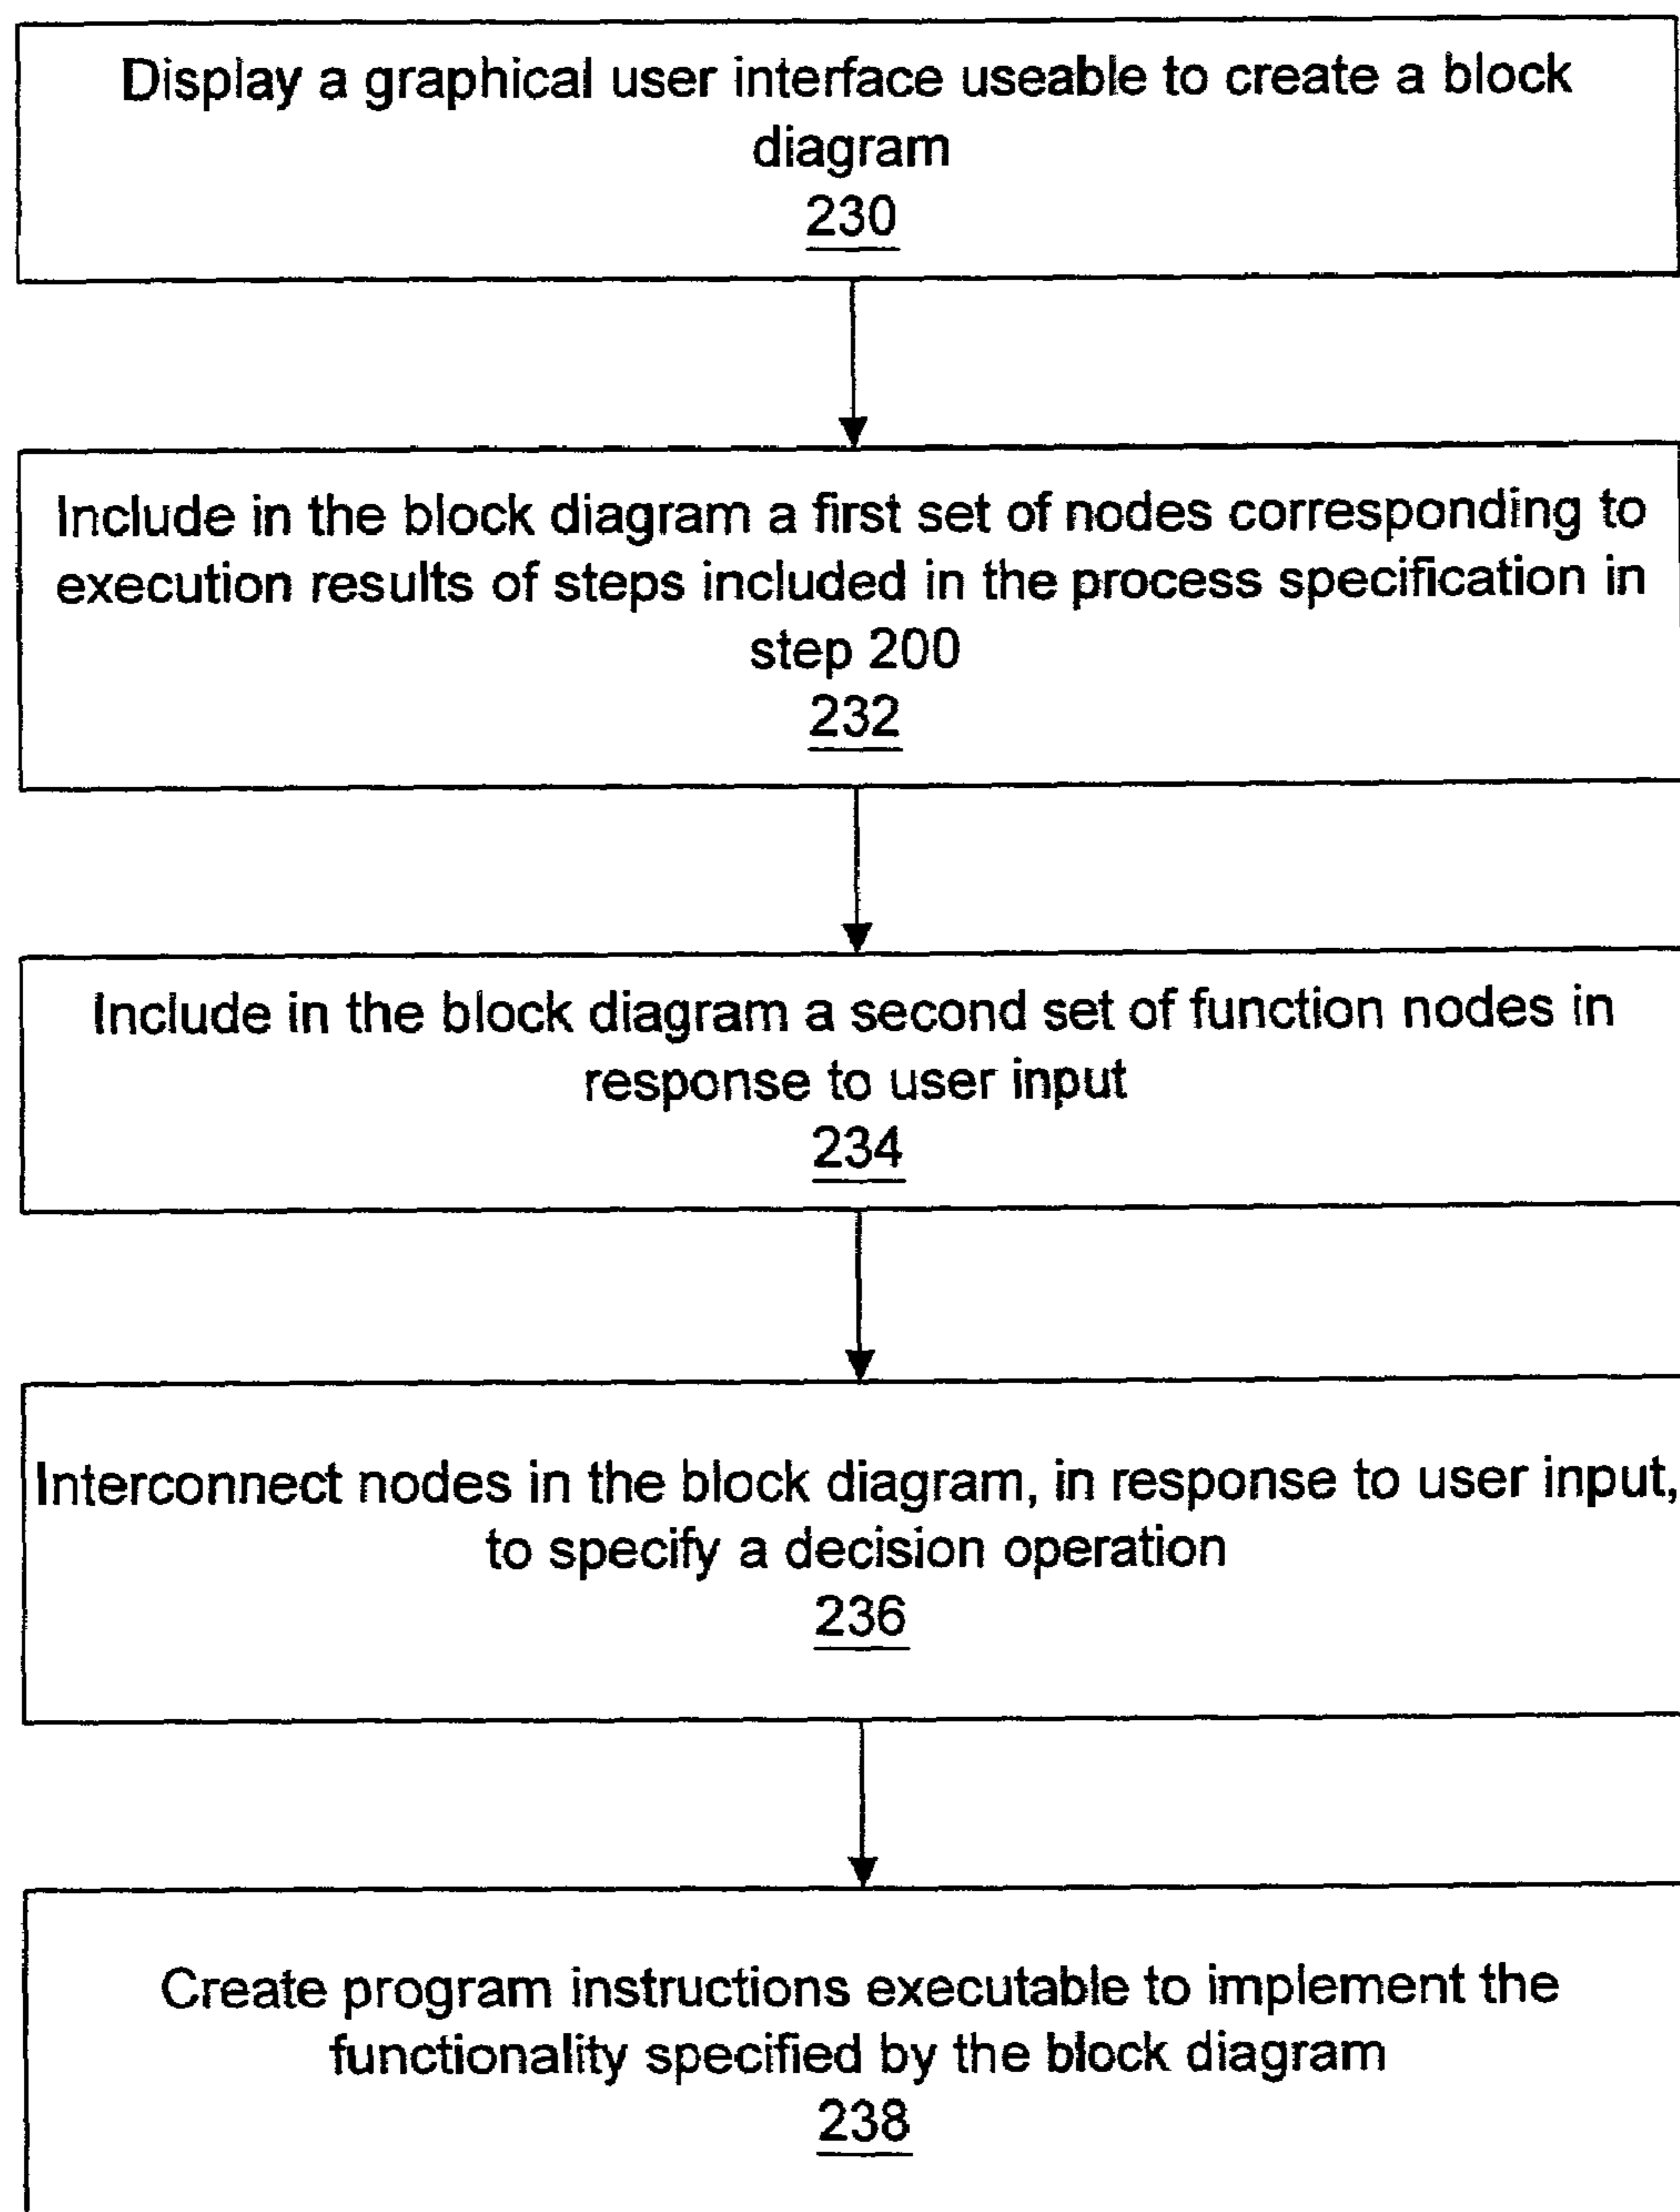 Display a graphical user interface useable to create a block
diagram
230
Include in the block diagram a first set of nodes corresponding to
execution results of steps included in the process specification in
step 200
232
Include in the block diagram a second set of function nodes in
response to user input
234
Interconnect nodes in the block diagram, in response to user input,
to specify a decision operation
236
Create program instructions executable to implement the
functionality specified by the block diagram
238